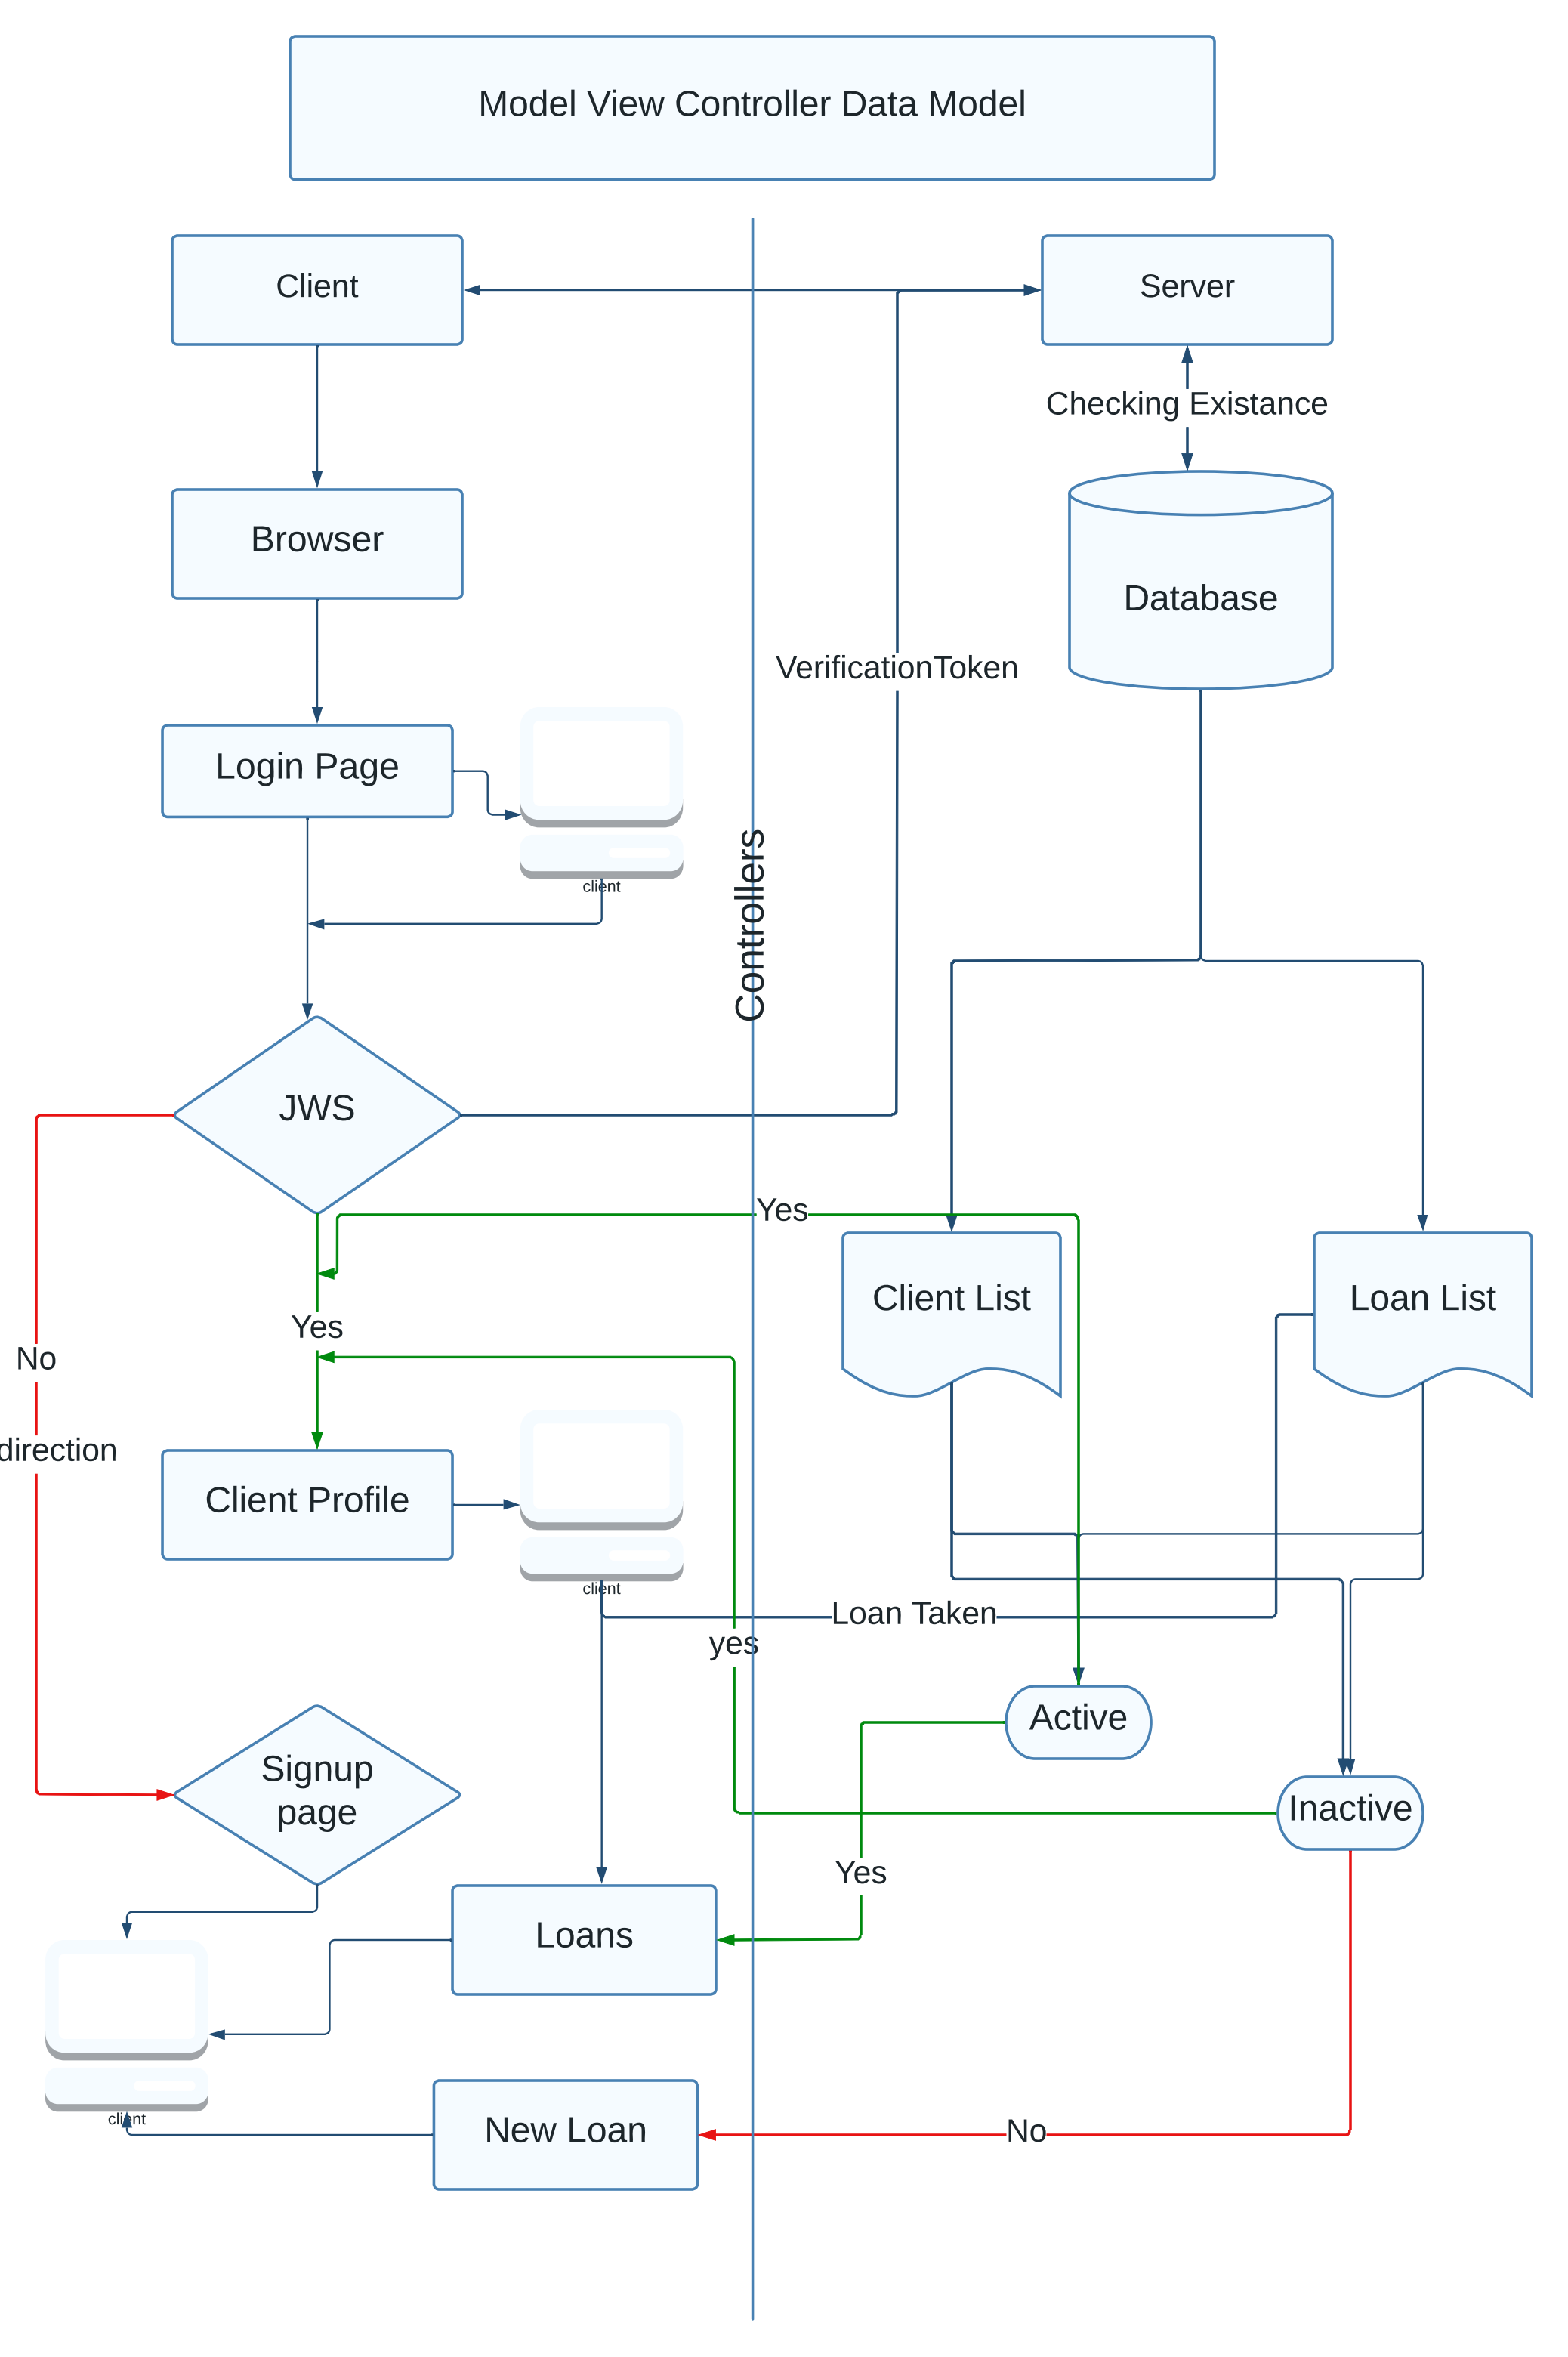 Model View Controller Data Model
Client
Server
Checking Existance
Browser
Database
VerificationToken
Login Page
client
Controllers
JWS
Yes
Client List
Loan List
Yes
No
direction
Client Profile
client
Loan Taken
yes
Active
Signup
page
Inactive
Yes
Loans
client
New Loan
No